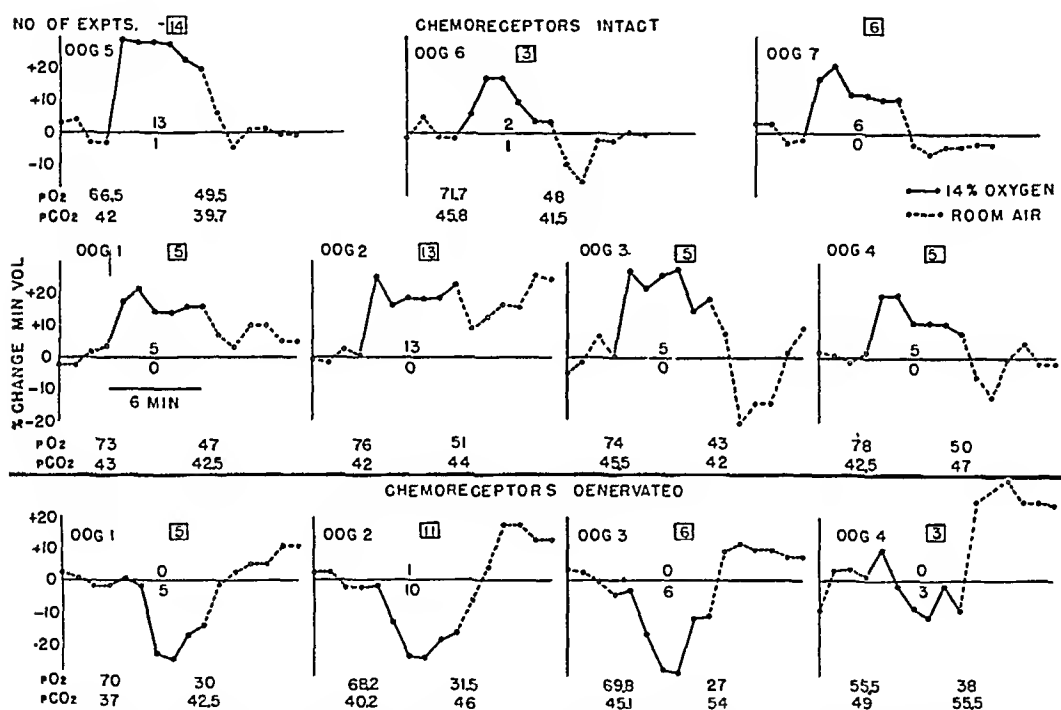 NO OF EXPTS. - 14 CHEMORECEPTORS INTACT
OOG 5 OOG 6 3 OOG 7 6
+20
+10
0
-10
13 2 6
1 1 0
pO2 66.5 49.5 71.7 48
pCO2 42 39.7 45.8 41.5
14% OXYGEN
ROOM AIR
OOG 1 5 OOG 2 13 OOG 3. 5 OOG 4 5
% CHANGE MIN VOL
+20
+10
0
-10
-20
5 13 5 5
0 0 0 0
6 MIN
pO2 73 47 76 51 74 43 78 50
pCO2 43 42.5 42 44 45.5 42 42.5 47
CHEMORECEPTORS DENERVATED
OOG 1 5 OOG 2 11 OOG 3 6 OOG 4 3
+20
+10
0
-10
-20
0 1 0 0
5 10 6 3
pO2 70 30 68.2 31.5 69.8 27 55.5 38
pCO2 37 42.5 40.2 46 45.1 54 49 55.5